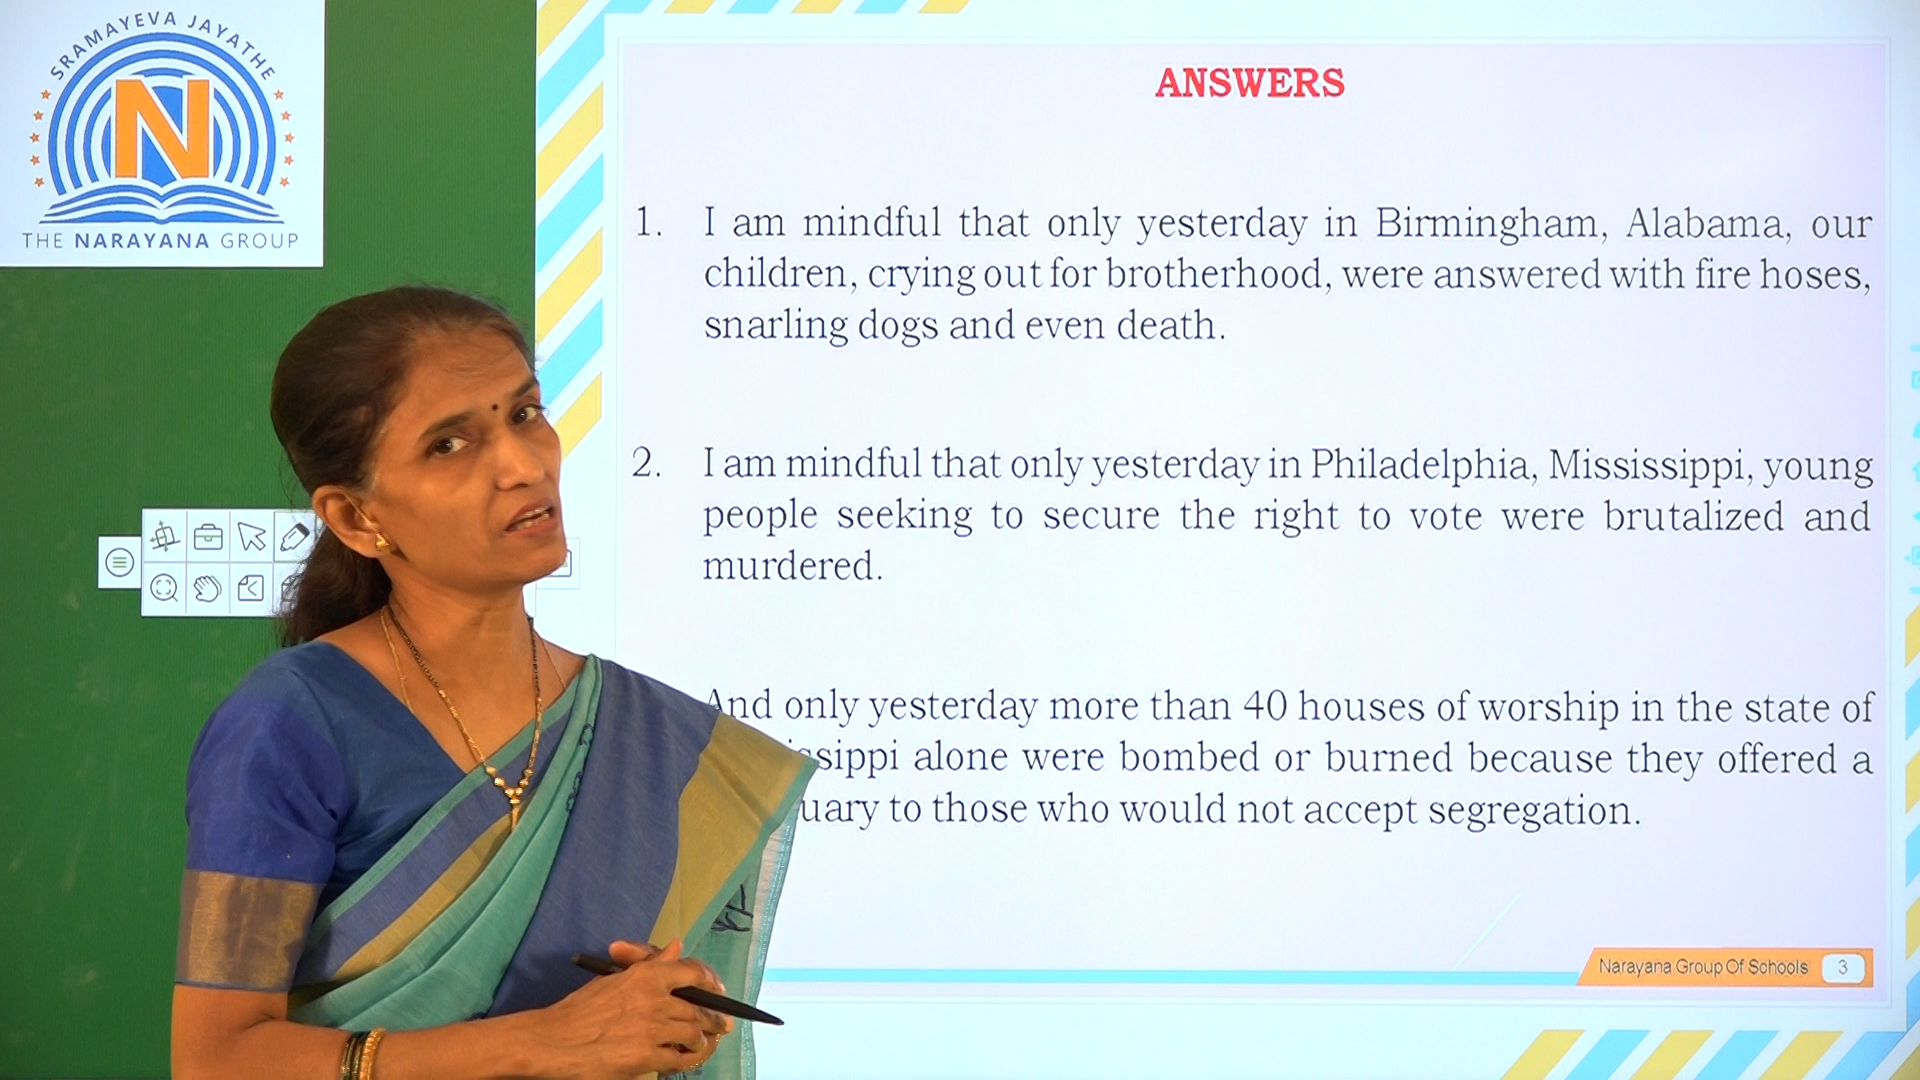 SRAMAYEVA JAYATHE
N
THE NARAYANA GROUP
ANSWERS
1. I am mindful that only yesterday in Birmingham, Alabama, our
children, crying out for brotherhood, were answered with fire hoses,
snarling dogs and even death.
2. I am mindful that only yesterday in Philadelphia, Mississippi, young
people seeking to secure the right to vote were brutalized and
murdered.
And only yesterday more than 40 houses of worship in the state of
ssippi alone were bombed or burned because they offered a
uary to those who would not accept segregation.
Narayana Group Of Schools 3